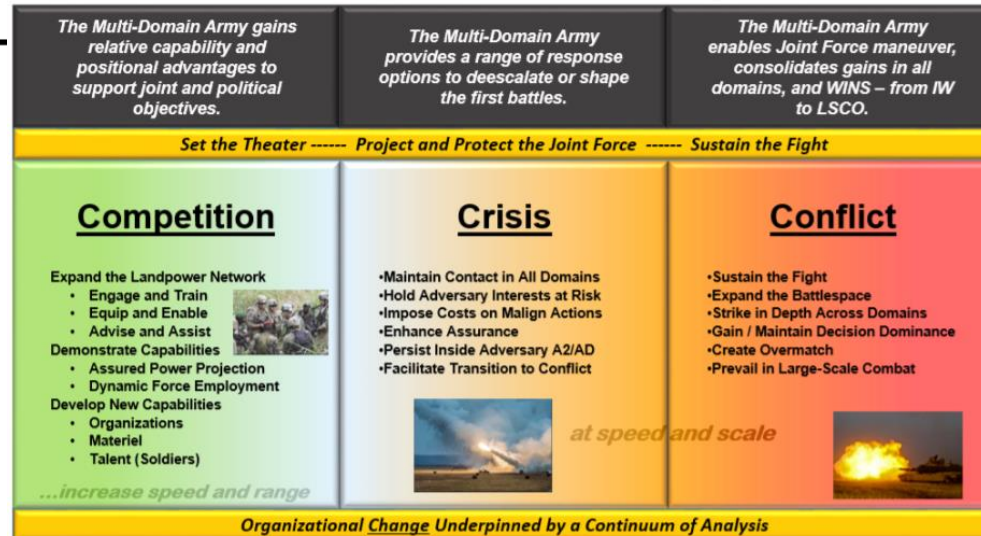 The Multi-Domain Army gains
relative capability and
positional advantages to
support joint and political
objectives.
The Multi-Domain Army
provides a range of response
options to deescalate or shape
the first battles.
The Multi-Domain Army
enables Joint Force maneuver,
consolidates gains in all
domains, and WINS – from IW
to LSCO.
Set the Theater ------ Project and Protect the Joint Force ------ Sustain the Fight
Competition
Expand the Landpower Network
• Engage and Train
• Equip and Enable
• Advise and Assist
Demonstrate Capabilities
• Assured Power Projection
• Dynamic Force Employment
Develop New Capabilities
• Organizations
• Materiel
• Talent (Soldiers)
...increase speed and range
Crisis
•Maintain Contact in All Domains
•Hold Adversary Interests at Risk
•Impose Costs on Malign Actions
•Enhance Assurance
•Persist Inside Adversary A2/AD
•Facilitate Transition to Conflict
at speed and scale
Conflict
•Sustain the Fight
•Expand the Battlespace
•Strike in Depth Across Domains
•Gain / Maintain Decision Dominance
•Create Overmatch
•Prevail in Large-Scale Combat
Organizational Change Underpinned by a Continuum of Analysis